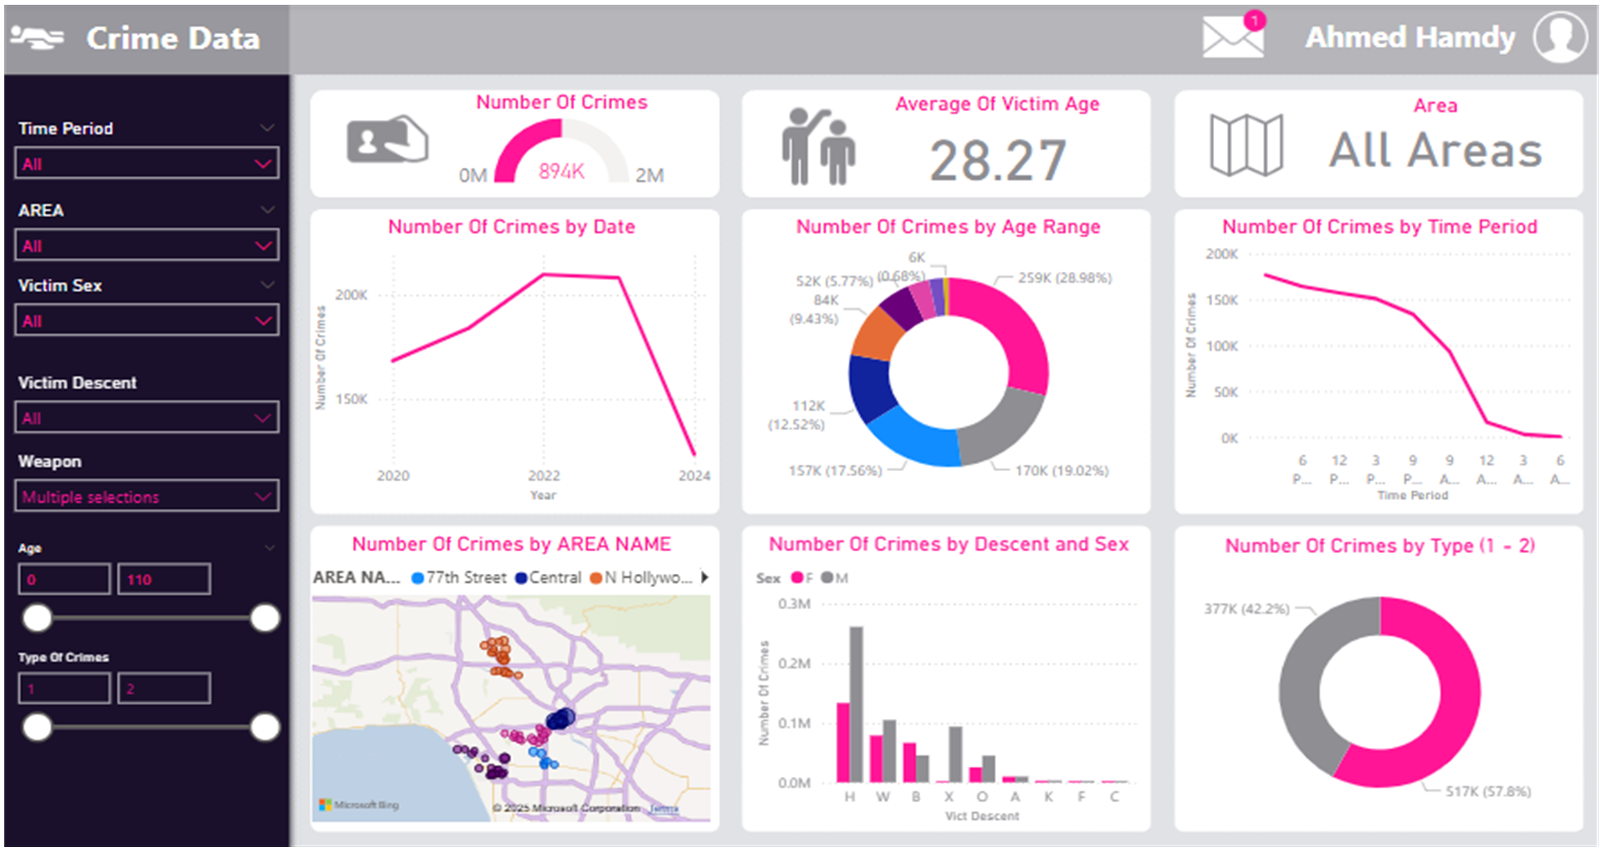 Crime Data
1
Ahmed Hamdy
Time Period
All
AREA
All
Victim Sex
All
Victim Descent
All
Weapon
Multiple selections
Age
0
110
Type Of Crimes
1
2
Number Of Crimes
0M
894K
2M
Average Of Victim Age
28.27
Area
All Areas
Number Of Crimes by Date
Number Of Crimes
200K
150K
2020
2022
2024
Year
Number Of Crimes by Age Range
6K
(0.68%)
52K (5.77%)
84K
(9.43%)
112K
(12.52%)
157K (17.56%)
259K (28.98%)
170K (19.02%)
Number Of Crimes by Time Period
Number Of Crimes
200K
150K
100K
50K
0K
6 12 3 9 9 12 3 6
P... P... P... P... A... A... A... A...
Time Period
Number Of Crimes by AREA NAME
AREA NA... 77th Street Central N Hollywo...
Microsoft Bing
© 2025 Microsoft Corporation Terms
Number Of Crimes by Descent and Sex
Sex F M
Number Of Crimes
0.3M
0.2M
0.1M
0.0M
H W B X O A K F C
Vict Descent
Number Of Crimes by Type (1 - 2)
377K (42.2%)
517K (57.8%)